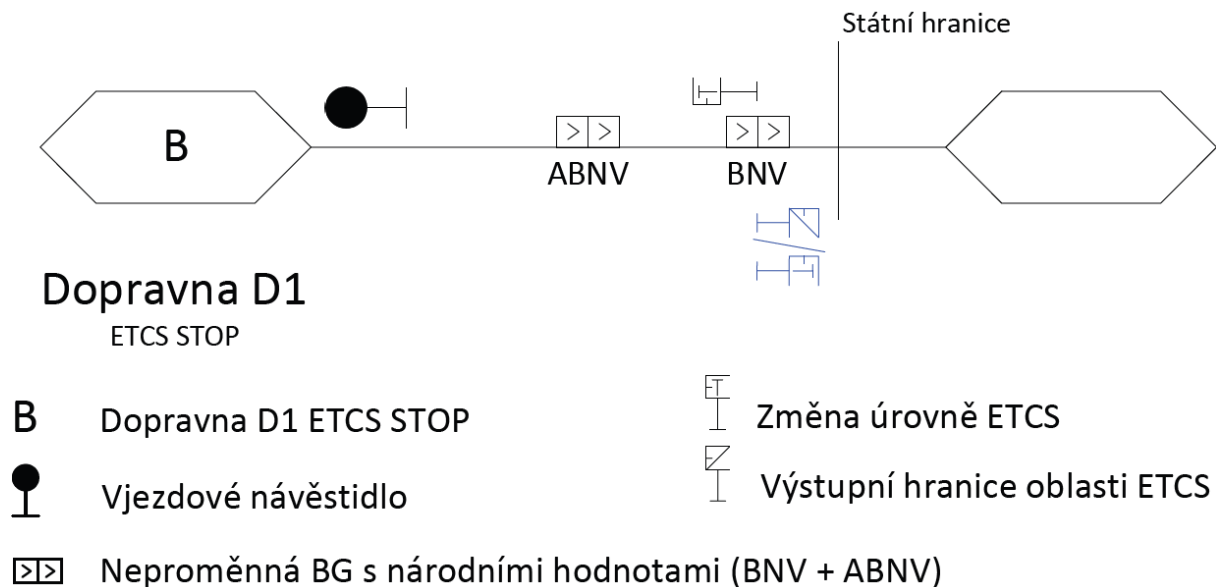 Státní hranice
B
ABNV
BNV
Dopravna D1
ETCS STOP
B Dopravna D1 ETCS STOP
Změna úrovně ETCS
Vjezdové návěstidlo
Výstupní hranice oblasti ETCS
Neproměnná BG s národními hodnotami (BNV + ABNV)